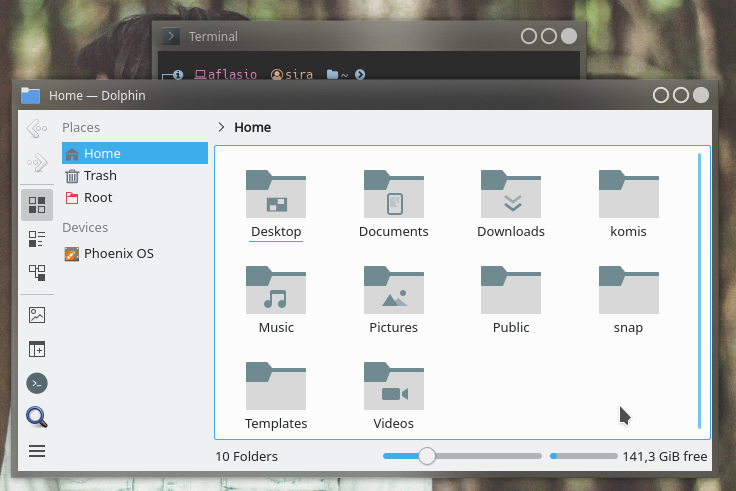 Terminal
aflasio sira ~
Home — Dolphin
Places
Home
Trash
Root
Devices
Phoenix OS
Home
Desktop
Documents
Downloads
komis
Music
Pictures
Public
snap
Templates
Videos
10 Folders
141,3 GiB free